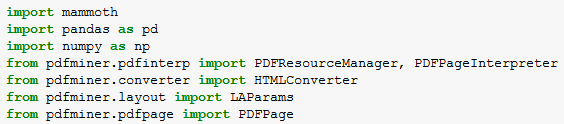 import mammoth
import pandas as pd
import numpy as np
from pdfminer.pdfinterp import PDFResourceManager, PDFPageInterpreter
from pdfminer.converter import HTMLConverter
from pdfminer.layout import LAParams
from pdfminer.pdfpage import PDFPage